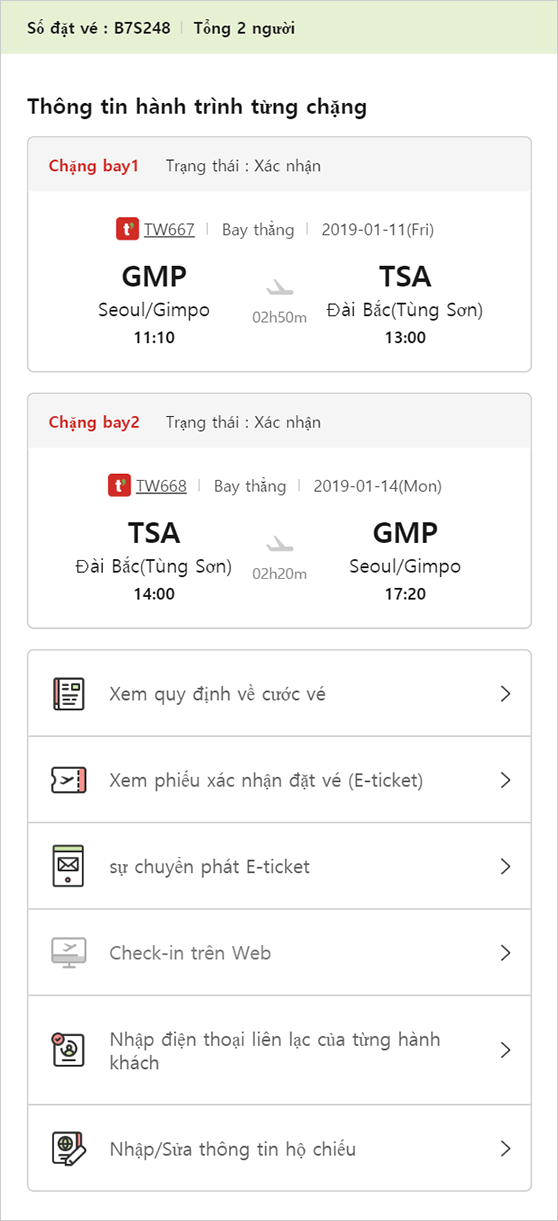 Số đặt vé : B7S248 | Tổng 2 người
Thông tin hành trình từng chặng
Chặng bay1 Trạng thái : Xác nhận
t' TW667 | Bay thẳng | 2019-01-11(Fri)
GMP TSA
Seoul/Gimpo 02h50m Đài Bắc(Tùng Sơn)
11:10 13:00
Chặng bay2 Trạng thái : Xác nhận
t' TW668 | Bay thẳng | 2019-01-14(Mon)
TSA GMP
Đài Bắc(Tùng Sơn) 02h20m Seoul/Gimpo
14:00 17:20
Xem quy định về cước vé
Xem phiếu xác nhận đặt vé (E-ticket)
sự chuyển phát E-ticket
Check-in trên Web
Nhập điện thoại liên lạc của từng hành
khách
Nhập/Sửa thông tin hộ chiếu